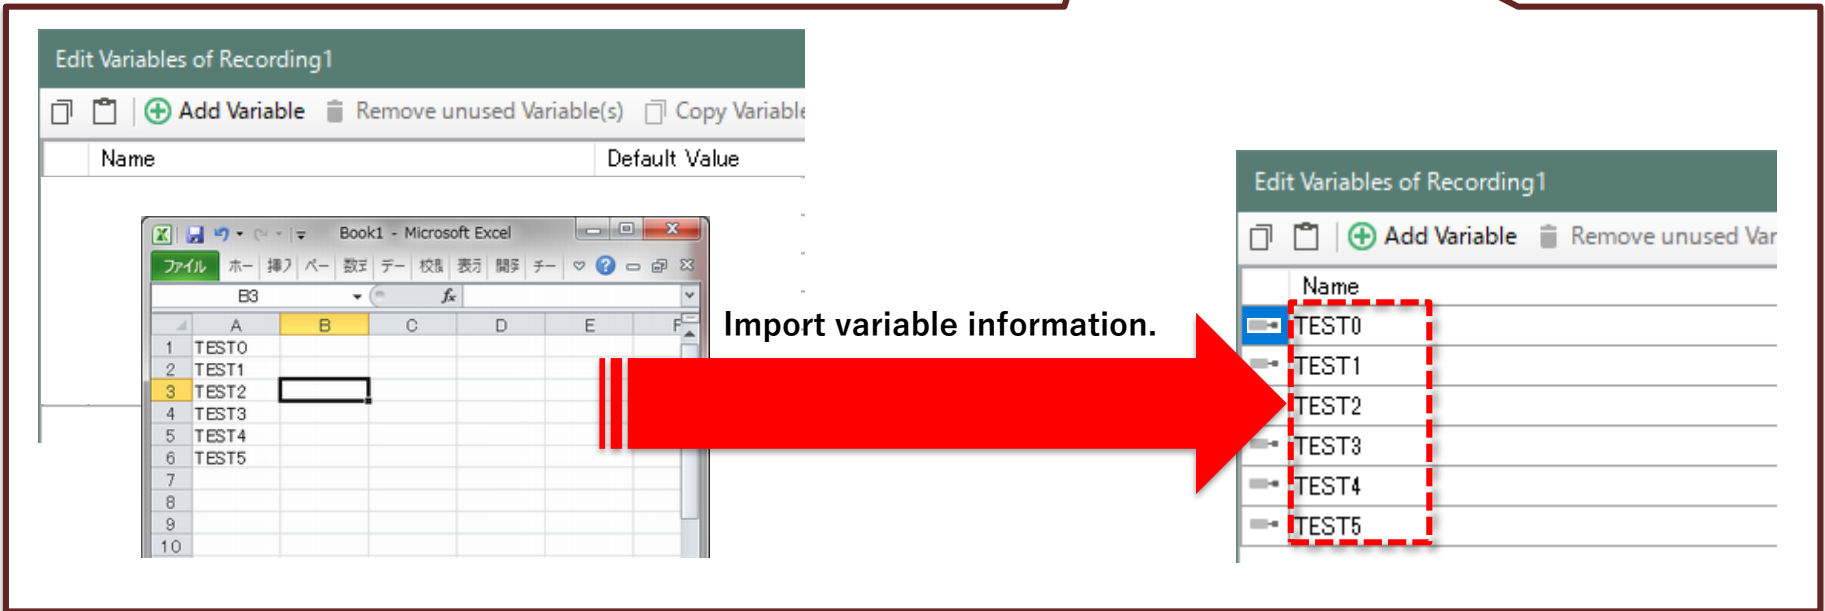 Edit Variables of Recording1
Add Variable Remove unused Variable(s) Copy Variable
Name Default Value
Book1 - Microsoft Excel
ファイル ホー 挿入 ペー 数式 デー 校閲 表示 開発 チー
B3 fx
A B C D E F
1 TEST0
2 TEST1
3 TEST2
4 TEST3
5 TEST4
6 TEST5
7
8
9
10
Import variable information.
Edit Variables of Recording1
Add Variable Remove unused Var
Name
TEST0
TEST1
TEST2
TEST3
TEST4
TEST5